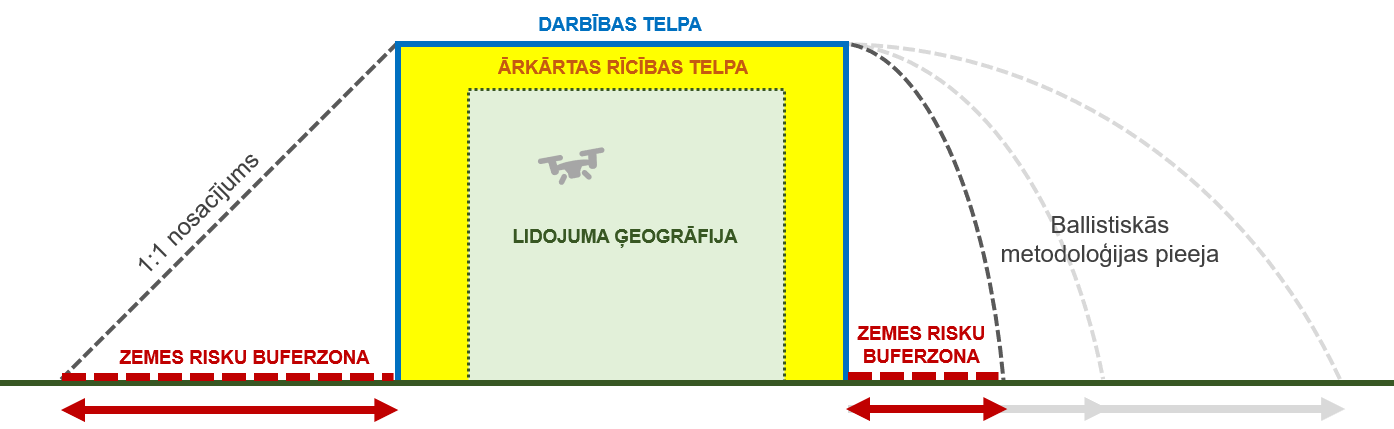 DARBĪBAS TELPA
ĀRKĀRTAS RĪCĪBAS TELPA
1:1 nosacījums
LIDOJUMA ĢEOGRĀFIJA
Ballistiskās
metodoloģijas pieeja
ZEMES RISKU BUFERZONA
ZEMES RISKU
BUFERZONA